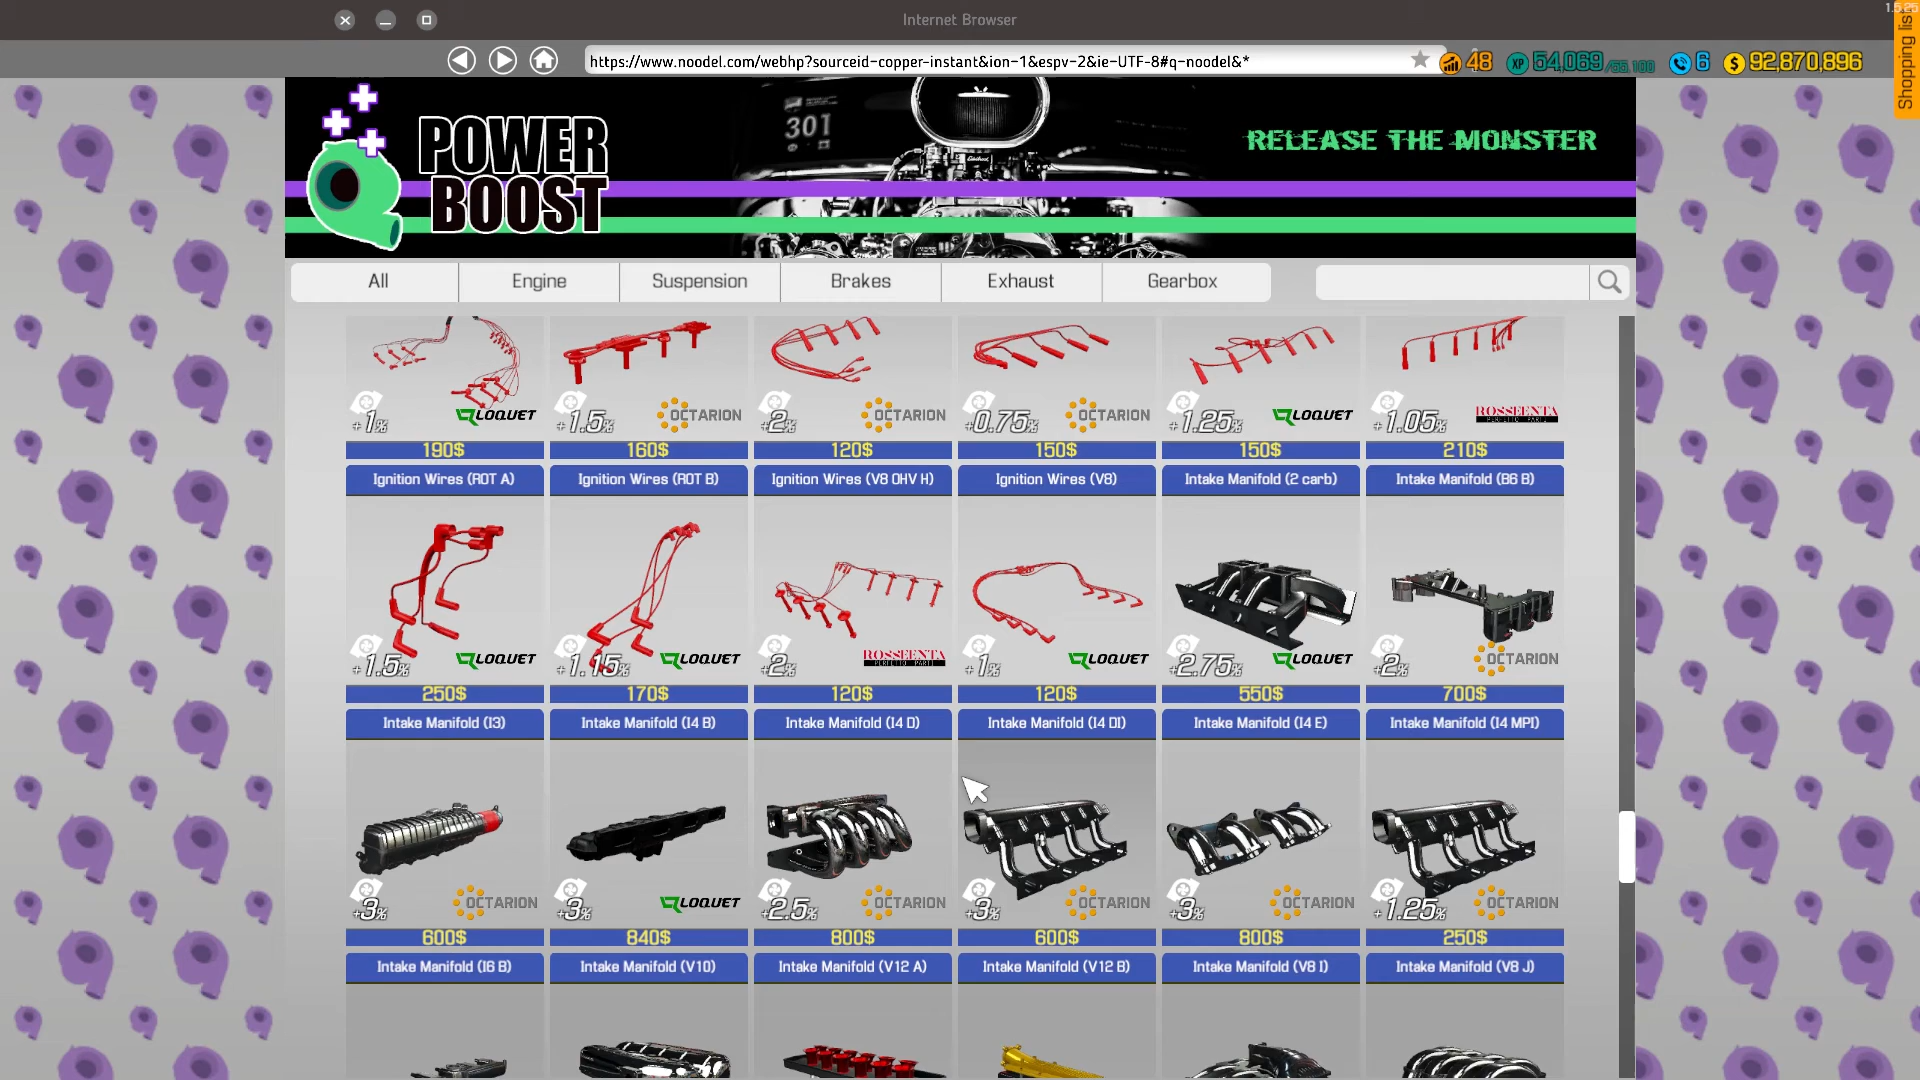 1.5.25
Internet Browser
https://www.noodel.com/webhp?sourceid-copper-instant&ion-1&espv-2&ie-UTF-8#q-noodel&*
48
XP 54,069/55,100
6
$ 92,870,896
Shopping list
POWER
BOOST
301
RELEASE THE MONSTER
All Engine Suspension Brakes Exhaust Gearbox
+1% LOQUET +1.5% OCTARION +2% OCTARION +0.75% OCTARION +1.25% LOQUET +1.05% ROSSEENTA
190$ 160$ 120$ 150$ 150$ 210$
Ignition Wires (ROT A) Ignition Wires (ROT B) Ignition Wires (V8 OHV H) Ignition Wires (V8) Intake Manifold (2 carb) Intake Manifold (B6 B)
+1.5% LOQUET +1.15% LOQUET +2% ROSSEENTA +1% LOQUET +2.75% LOQUET +2% OCTARION
250$ 170$ 120$ 120$ 550$ 700$
Intake Manifold (I3) Intake Manifold (I4 B) Intake Manifold (I4 D) Intake Manifold (I4 DI) Intake Manifold (I4 E) Intake Manifold (I4 MPI)
+3% OCTARION +3% LOQUET +2.5% OCTARION +3% OCTARION +3% OCTARION +1.25% OCTARION
600$ 840$ 800$ 600$ 800$ 250$
Intake Manifold (I6 B) Intake Manifold (V10) Intake Manifold (V12 A) Intake Manifold (V12 B) Intake Manifold (V8 I) Intake Manifold (V8 J)